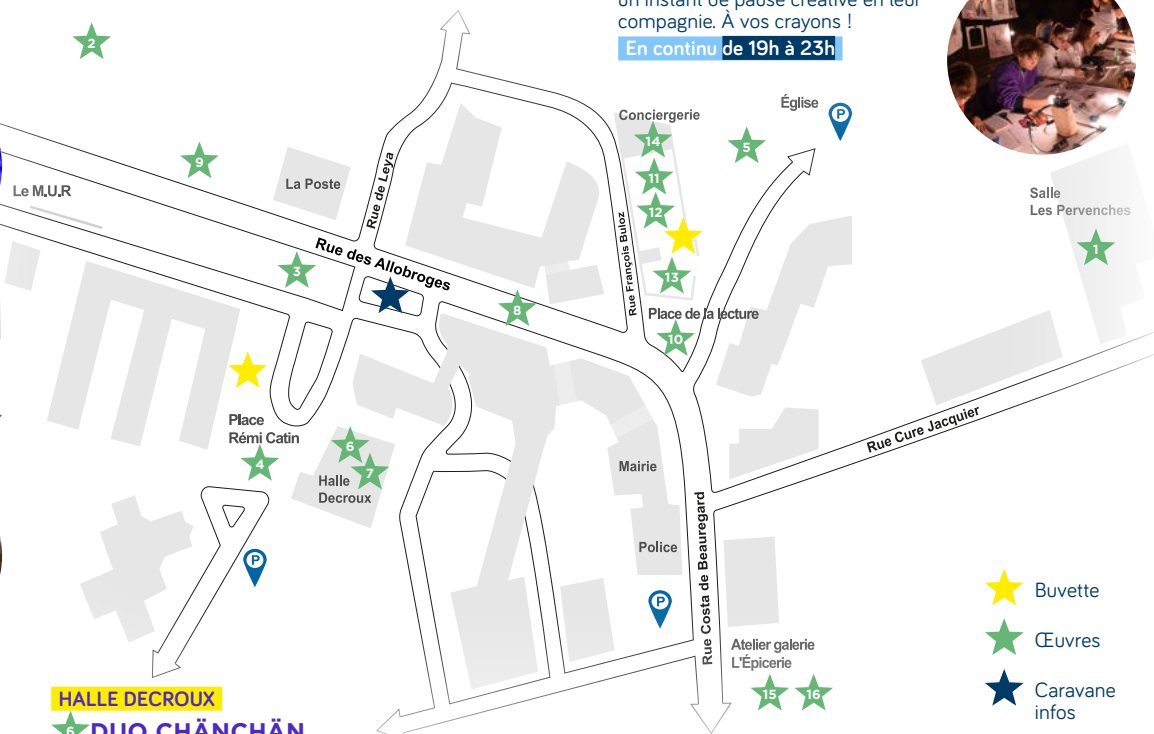 un instant de pause créative en leur
compagnie. À vos crayons !
En continu de 19h à 23h
2
Église
P
Conciergerie
14
5
9
La Poste
Rue de Leya
11
Le M.U.R
Salle
Les Pervenches
12
1
Rue François Buloz
Rue des Allobroges
3
13
8
Place de la lecture
10
Place
Rémi Catin
4
6
7
Halle
Decroux
Mairie
Rue Cure Jacquier
Police
Rue Costa de Beauregard
P
P
Buvette
Œuvres
Caravane
infos
Atelier galerie
L'Épicerie
15
16
HALLE DECROUX
6 DUO CHÄNCHÄN